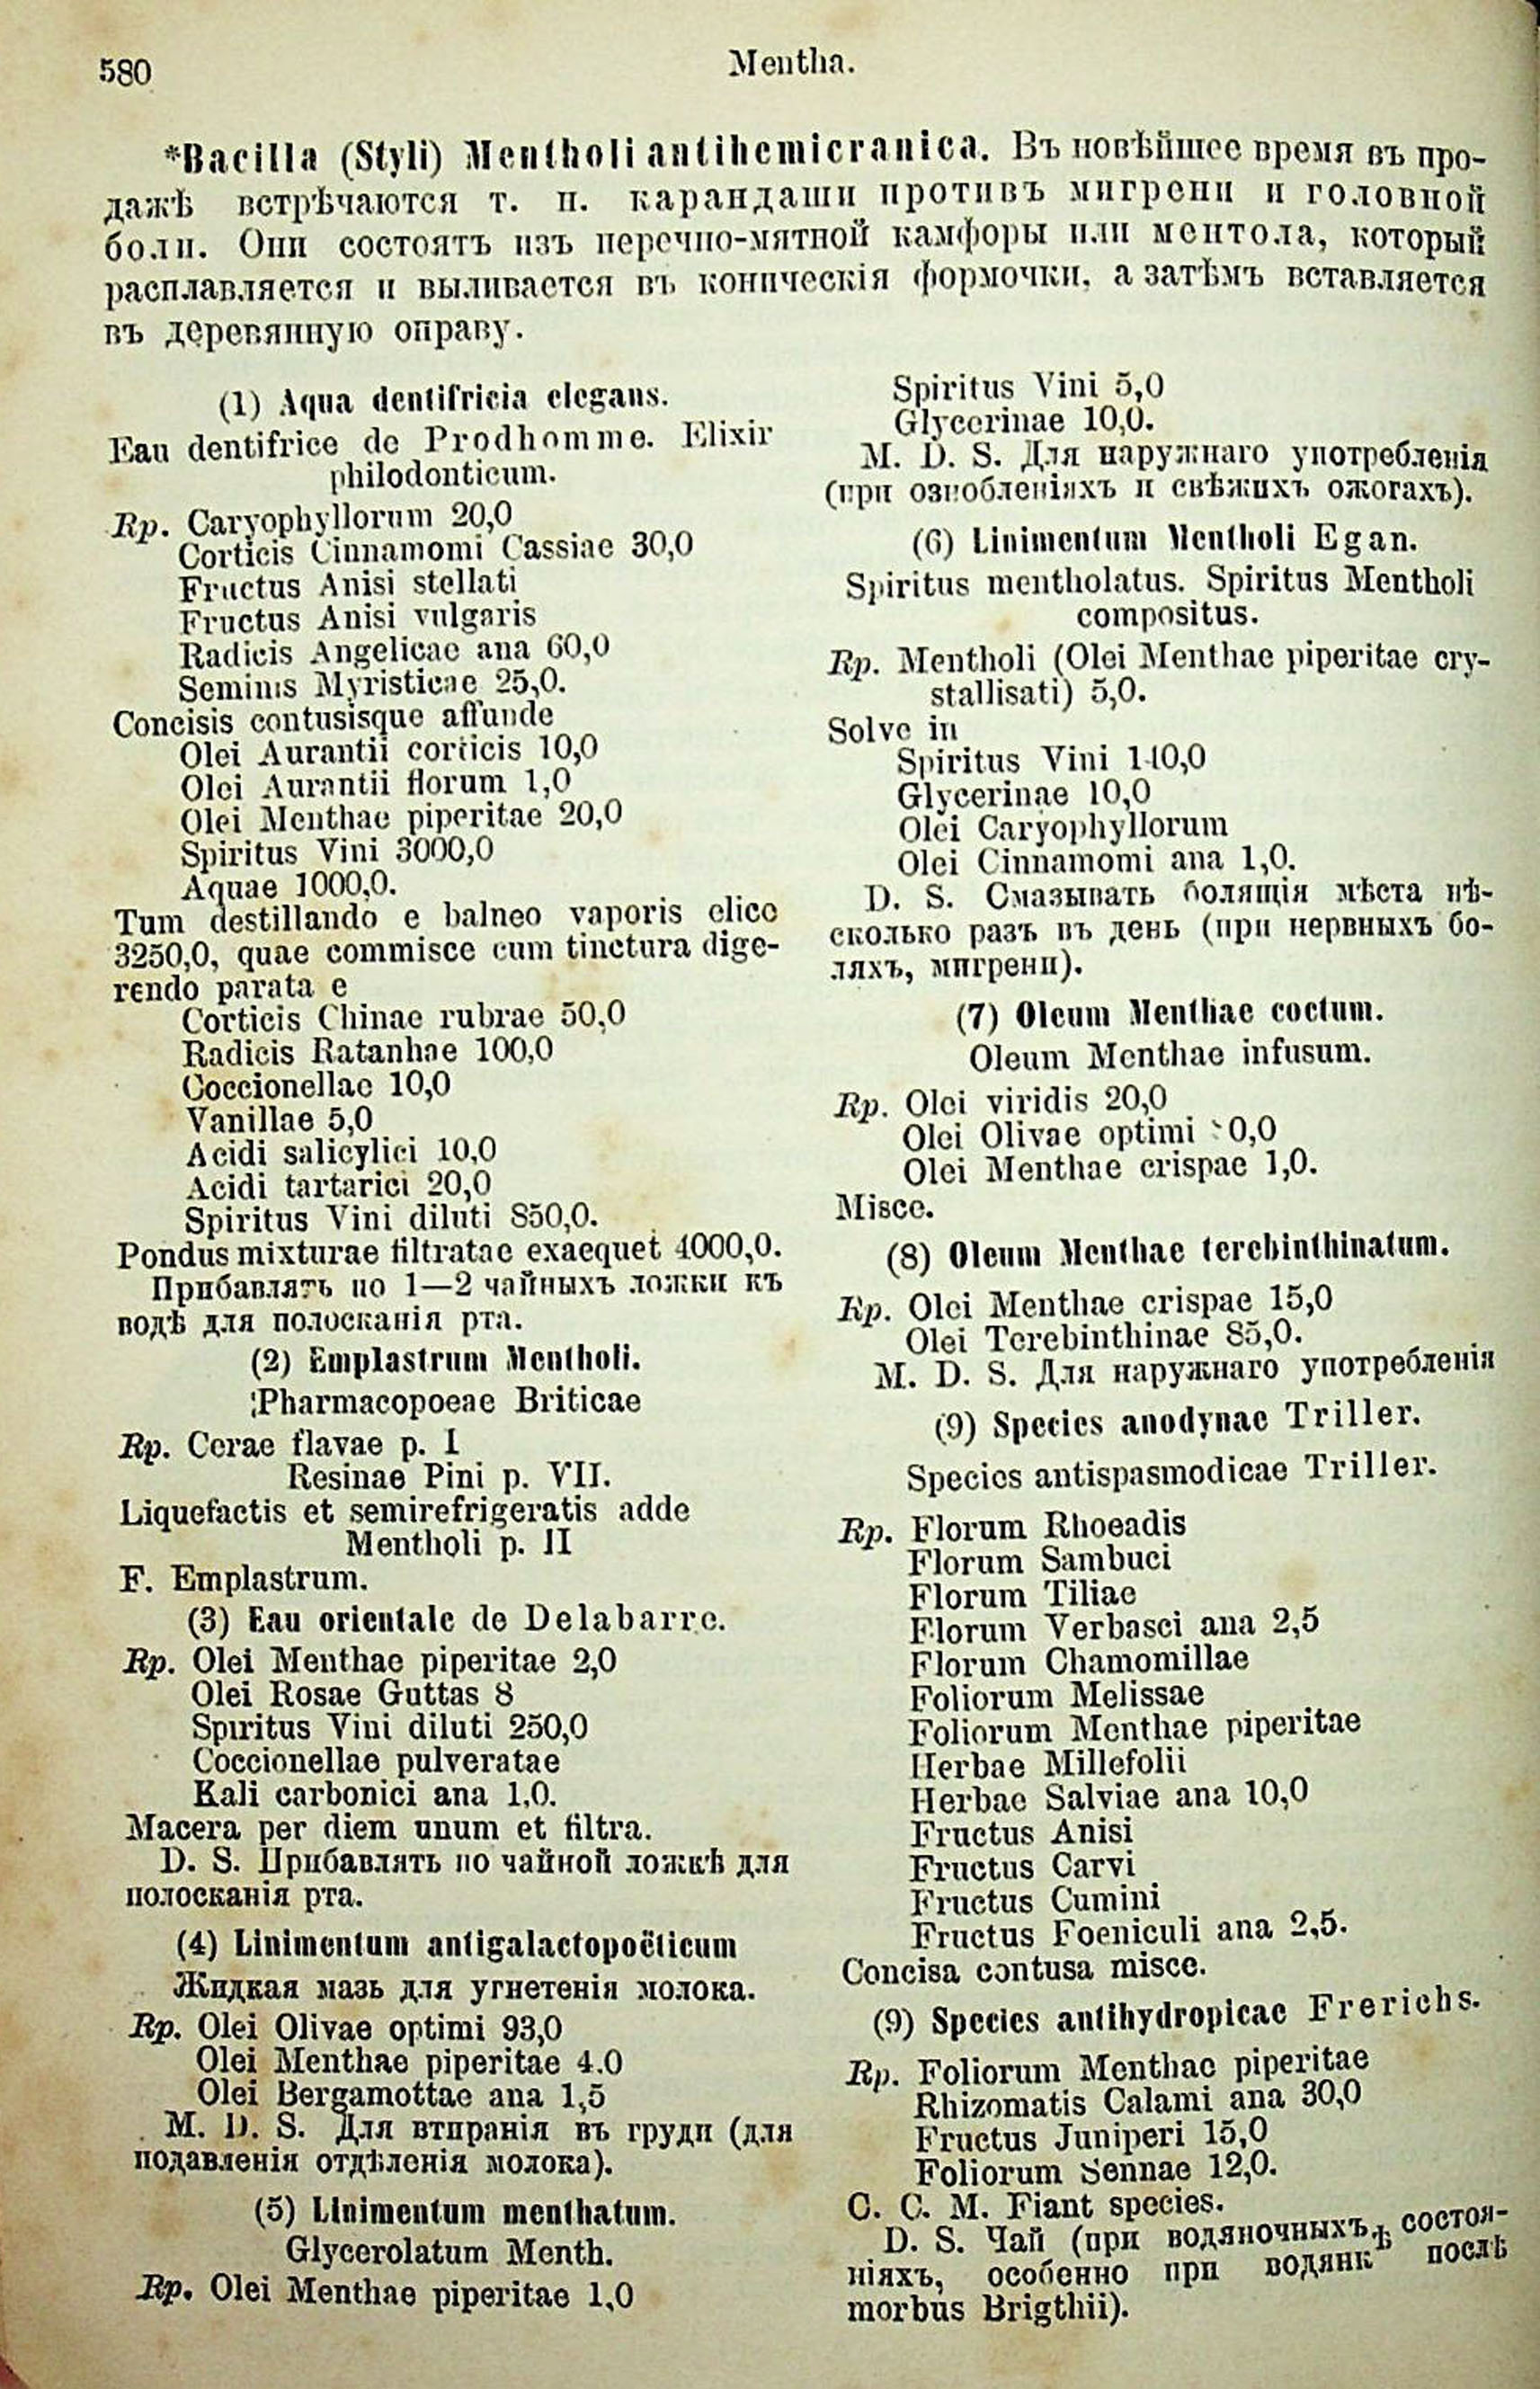 580
Mentha.
*Bacilla (Styli) Mentholi antihemicranica. Въ новѣйшее время въ про-
дажѣ встрѣчаются т. н. карандаши противъ мигрени и головной
боли. Они состоятъ изъ перечно-мятной камфоры или ментола, который
расплавляется и выливается въ коническія формочки, а затѣмъ вставляется
въ деревянную оправу.
(1) Aqua dentifricia elegans.
Eau dentifrice de Prodhomme. Elixir
philodonticum.
Rp. Caryophyllorum 20,0
Corticis Cinnamomi Cassiae 30,0
Fructus Anisi stellati
Fructus Anisi vulgaris
Radicis Angelicae ana 60,0
Seminis Myristicae 25,0.
Concisis contusisque affunde
Olei Aurantii corticis 10,0
Olei Aurantii florum 1,0
Olei Menthae piperitae 20,0
Spiritus Vini 3000,0
Aquae 1000,0.
Tum destillando e balneo vaporis elice
3250,0, quae commisce cum tinctura dige-
rendo parata e
Corticis Chinae rubrae 50,0
Radicis Ratanhae 100,0
Coccionellae 10,0
Vanillae 5,0
Acidi salicylici 10,0
Acidi tartarici 20,0
Spiritus Vini diluti 850,0.
Pondus mixturae filtratae exaequet 4000,0.
Прибавлять по 1—2 чайныхъ ложки къ
водѣ для полосканія рта.
(2) Emplastrum Mentholi.
Pharmacopoeae Briticae
Rp. Cerae flavae p. I
Resinae Pini p. VII.
Liquefactis et semirefrigeratis adde
Mentholi p. II
F. Emplastrum.
(3) Eau orientale de Delabarre.
Rp. Olei Menthae piperitae 2,0
Olei Rosae Guttas 8
Spiritus Vini diluti 250,0
Coccionellae pulveratae
Kali carbonici ana 1,0.
Macera per diem unum et filtra.
D. S. Прибавлять по чайной ложкѣ для
полосканія рта.
(4) Linimentum antigalactopoëticum
Жидкая мазь для угнетенія молока.
Rp. Olei Olivae optimi 93,0
Olei Menthae piperitae 4.0
Olei Bergamottae ana 1,5
M. D. S. Для втиранія въ груди (для
подавленія отдѣленія молока).
(5) Linimentum menthatum.
Glycerolatum Menth.
Rp. Olei Menthae piperitae 1,0
Spiritus Vini 5,0
Glycerinae 10,0.
M. D. S. Для наружнаго употребленія
(при ознобленіяхъ и свѣжихъ ожогахъ).
(6) Linimentum Mentholi Egan.
Spiritus mentholatus. Spiritus Mentholi
compositus.
Rp. Mentholi (Olei Menthae piperitae cry-
stallisati) 5,0.
Solve in
Spiritus Vini 140,0
Glycerinae 10,0
Olei Caryophyllorum
Olei Cinnamomi ana 1,0.
D. S. Смазывать болящія мѣста нѣ-
сколько разъ въ день (при нервныхъ бо-
ляхъ, мигрени).
(7) Oleum Menthae coctum.
Oleum Menthae infusum.
Rp. Olei viridis 20,0
Olei Olivae optimi
Olei Menthae crispae 1,0.
Misce.
(8) Oleum Menthae terebinthinatum.
Rp. Olei Menthae crispae 15,0
Olei Terebinthinae 85,0.
M. D. S. Для наружнаго употребленія
(9) Species anodynae Triller.
Species antispasmodicae Triller.
Rp. Florum Rhoeadis
Florum Sambuci
Florum Tiliae
Florum Verbasci ana 2,5
Florum Chamomillae
Foliorum Melissae
Foliorum Menthae piperitae
Herbae Millefolii
Herbae Salviae ana 10,0
Fructus Anisi
Fructus Carvi
Fructus Cumini
Fructus Foeniculi ana 2,5.
Concisa contusa misce.
(9) Species antihydropicae Frerichs.
Rp. Foliorum Menthae piperitae
Rhizomatis Calami ana 30,0
Fructus Juniperi 15,0
Foliorum Sennae 12,0.
C. C. M. Fiant species.
D. S. Чай (при водяночныхъ состоя-
ніяхъ, особенно при водянкѣ послѣ
morbus Brigthii).